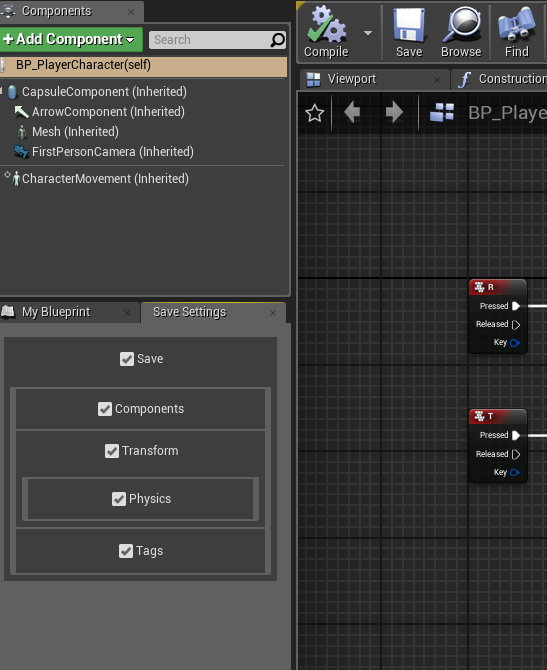 Components
+ Add Component
Search
BP_PlayerCharacter(self)
CapsuleComponent (Inherited)
ArrowComponent (Inherited)
Mesh (Inherited)
FirstPersonCamera (Inherited)
CharacterMovement (Inherited)
My Blueprint
Save Settings
Save
Components
Transform
Physics
Tags
Compile
Save
Browse
Find
Viewport
f Construction
BP_Playe
R
Pressed
Released
Key
T
Pressed
Released
Key